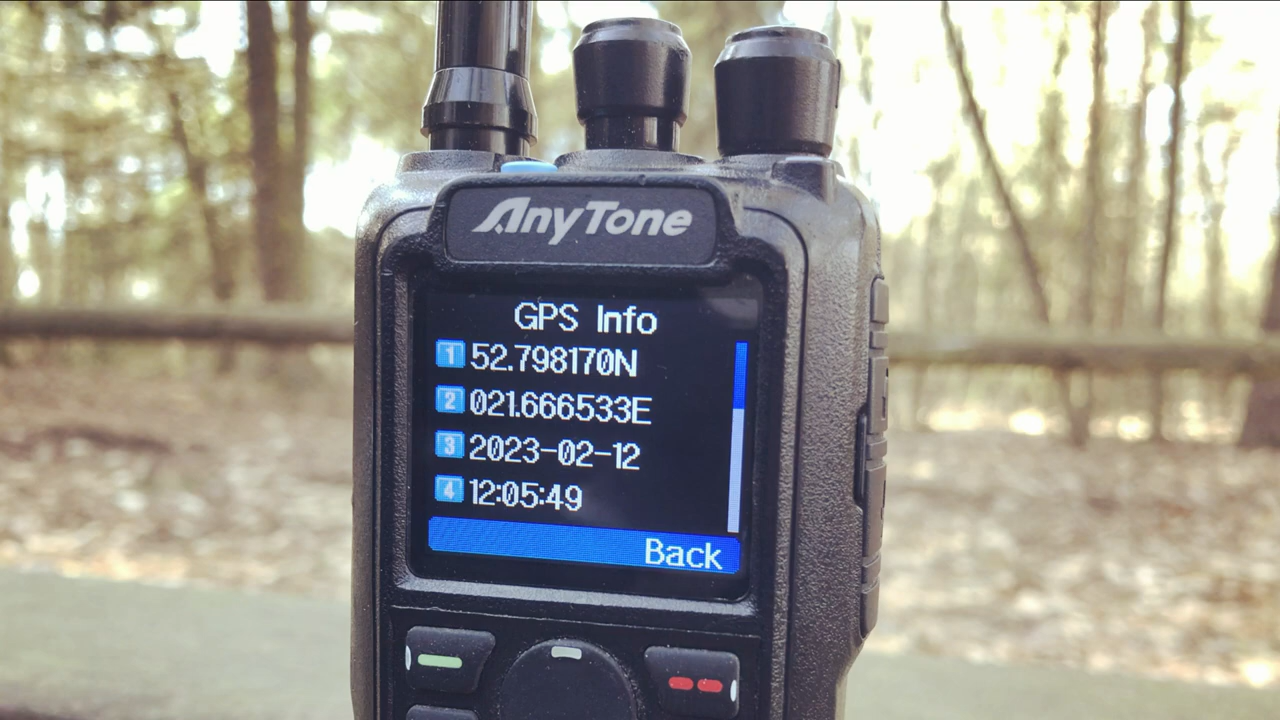 AnyTone
GPS Info
1 52.798170N
2 021.666533E
3 2023-02-12
4 12:05:49
Back